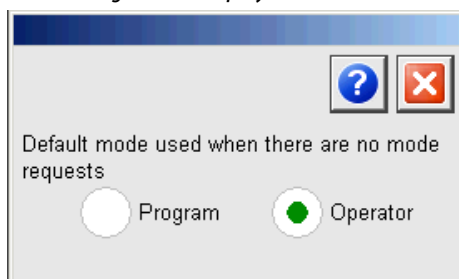 ?
Default mode used when there are no mode
requests
Program Operator